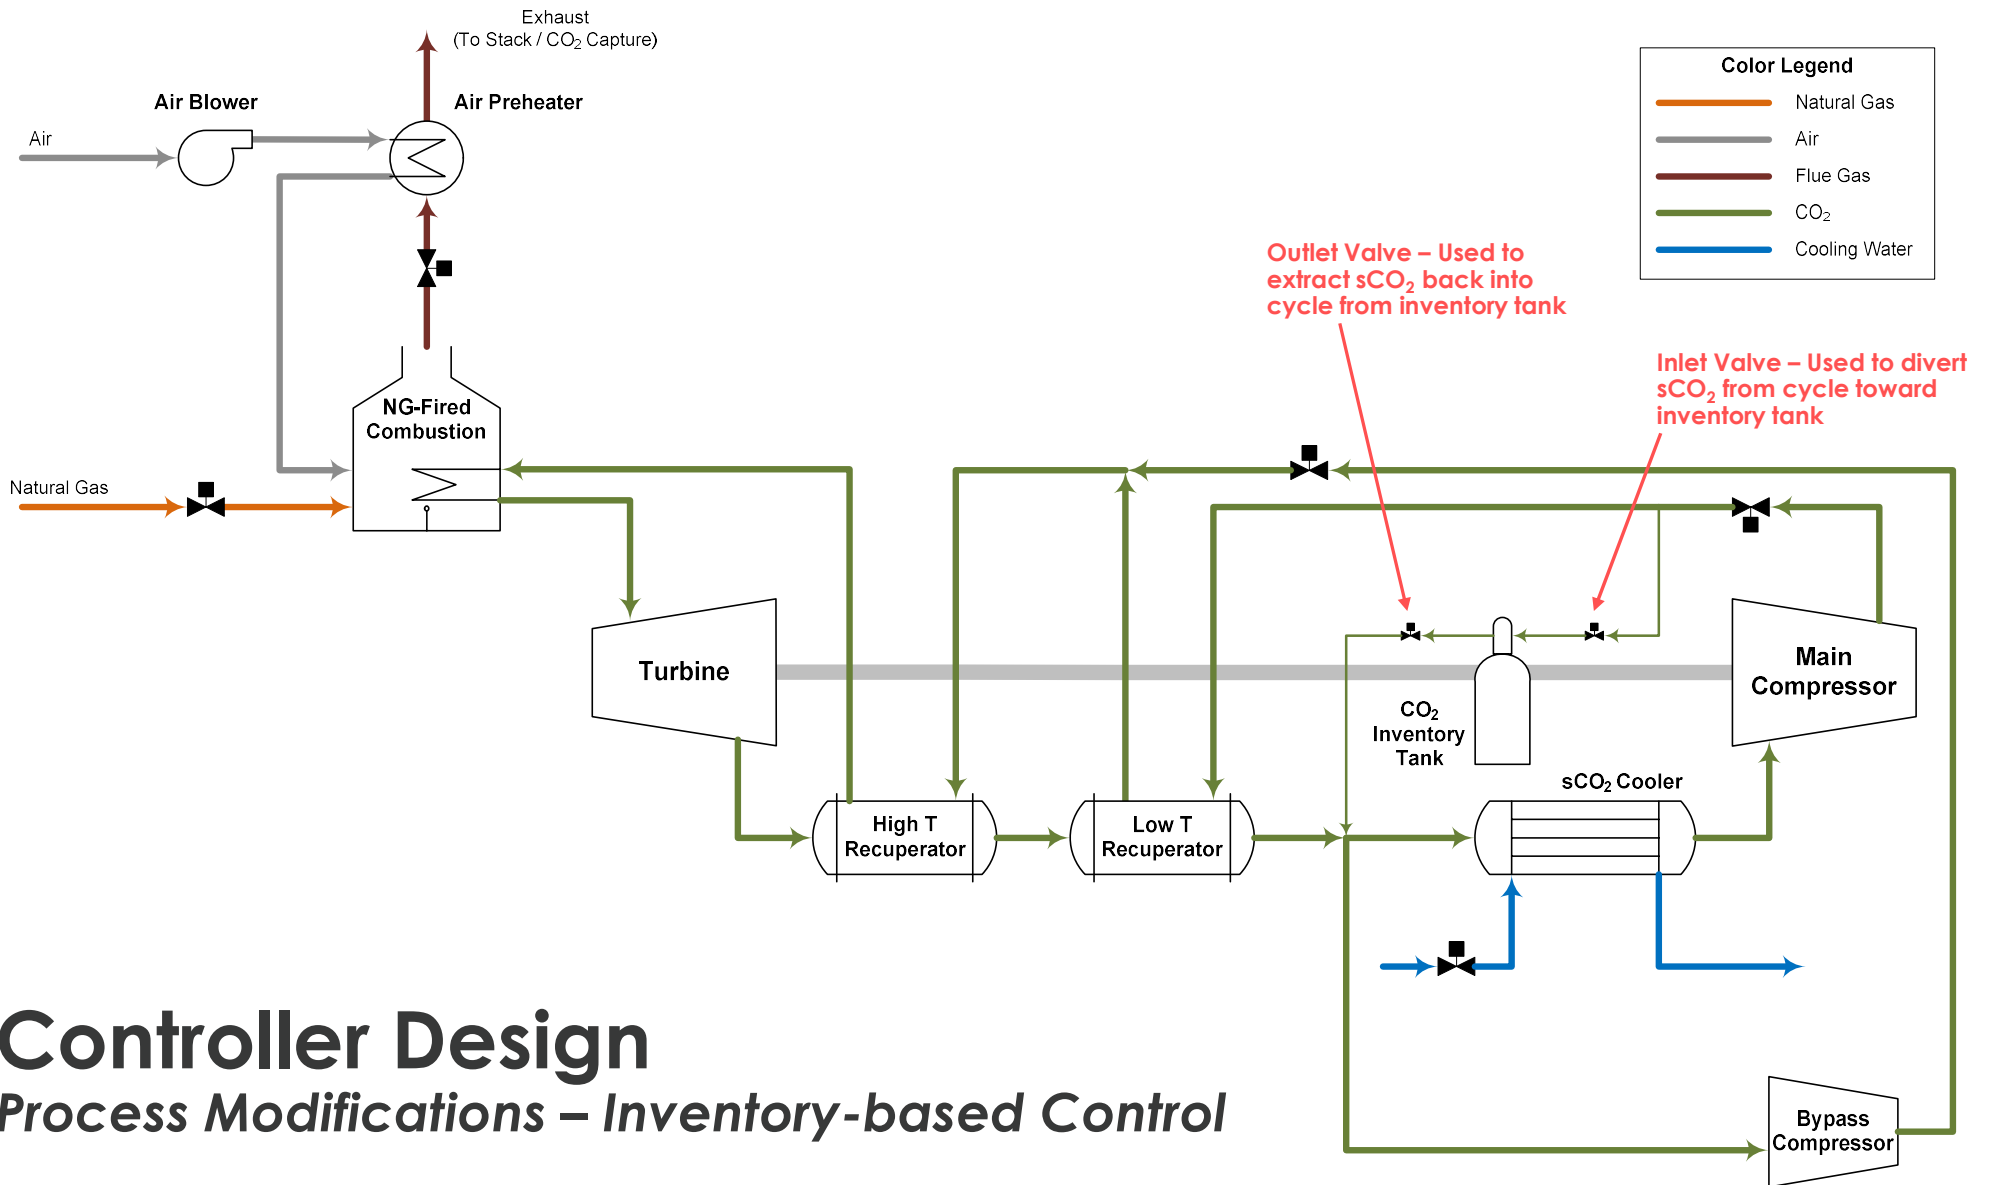 Exhaust
(To Stack / CO₂ Capture)
Air Blower
Air Preheater
Air
Color Legend
Natural Gas
Air
Flue Gas
CO₂
Cooling Water
Outlet Valve – Used to
extract sCO₂ back into
cycle from inventory tank
Inlet Valve – Used to divert
sCO₂ from cycle toward
inventory tank
NG-Fired
Combustion
Natural Gas
Turbine
Main
Compressor
CO₂
Inventory
Tank
sCO₂ Cooler
High T
Recuperator
Low T
Recuperator
Controller Design
Process Modifications – Inventory-based Control
Bypass
Compressor